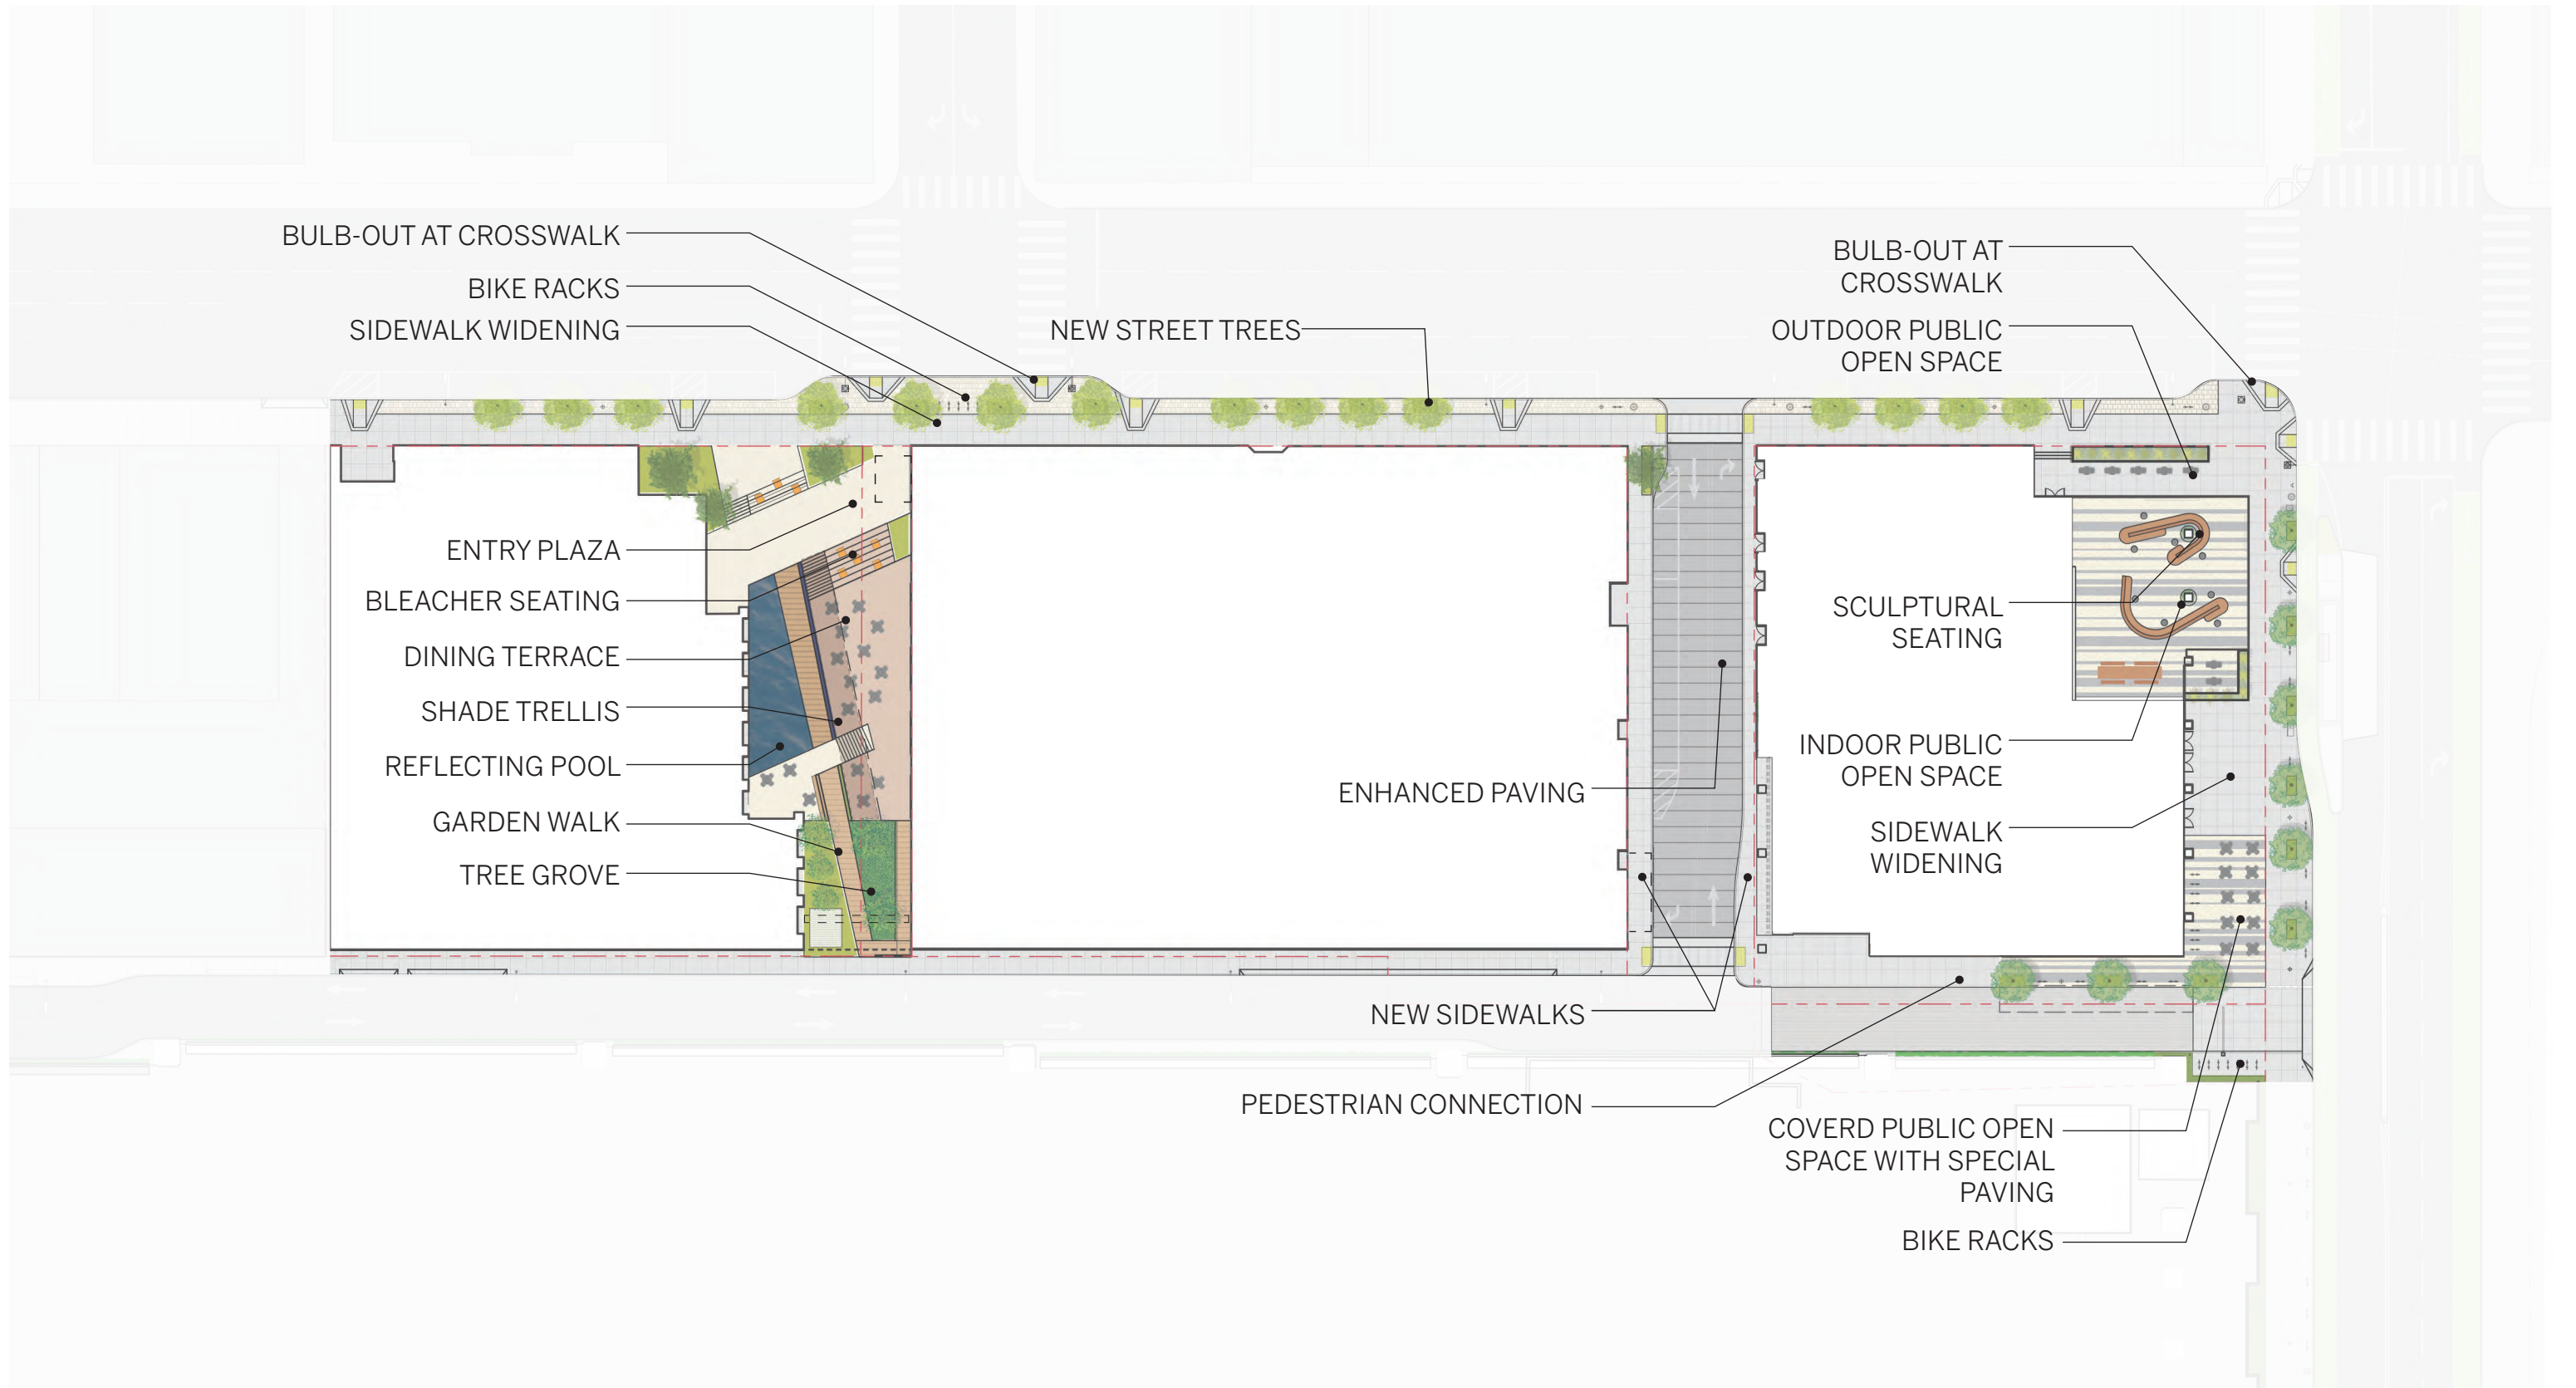 BULB-OUT AT CROSSWALK
BIKE RACKS
SIDEWALK WIDENING
ENTRY PLAZA
BLEACHER SEATING
DINING TERRACE
SHADE TRELLIS
REFLECTING POOL
GARDEN WALK
TREE GROVE
NEW STREET TREES
ENHANCED PAVING
NEW SIDEWALKS
PEDESTRIAN CONNECTION
BULB-OUT AT
CROSSWALK
OUTDOOR PUBLIC
OPEN SPACE
SCULPTURAL
SEATING
INDOOR PUBLIC
OPEN SPACE
SIDEWALK
WIDENING
COVERD PUBLIC OPEN
SPACE WITH SPECIAL
PAVING
BIKE RACKS